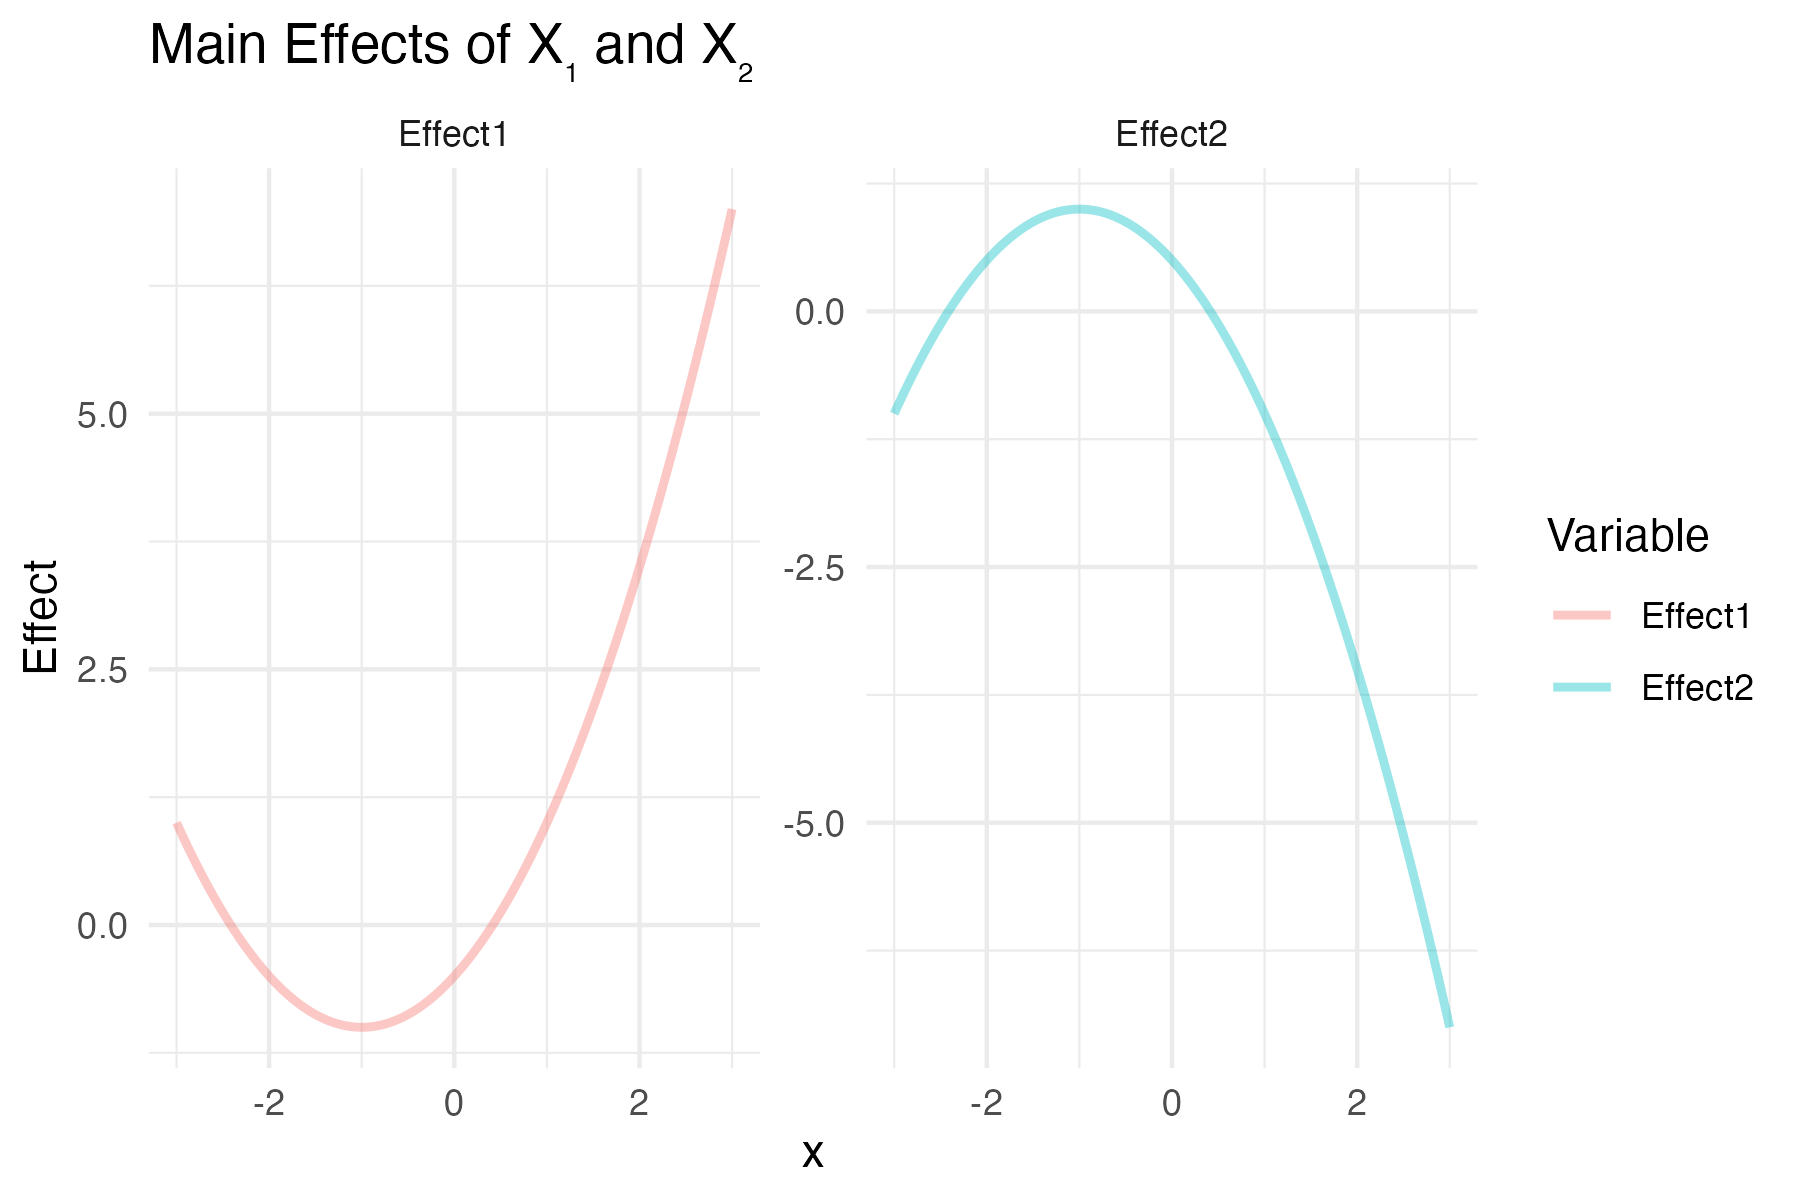 Main Effects of X₁ and X₂
Effect1
Effect2
5.0
2.5
0.0
0.0
-2.5
-5.0
Effect
-2 0 2
-2 0 2
x
Variable
Effect1
Effect2